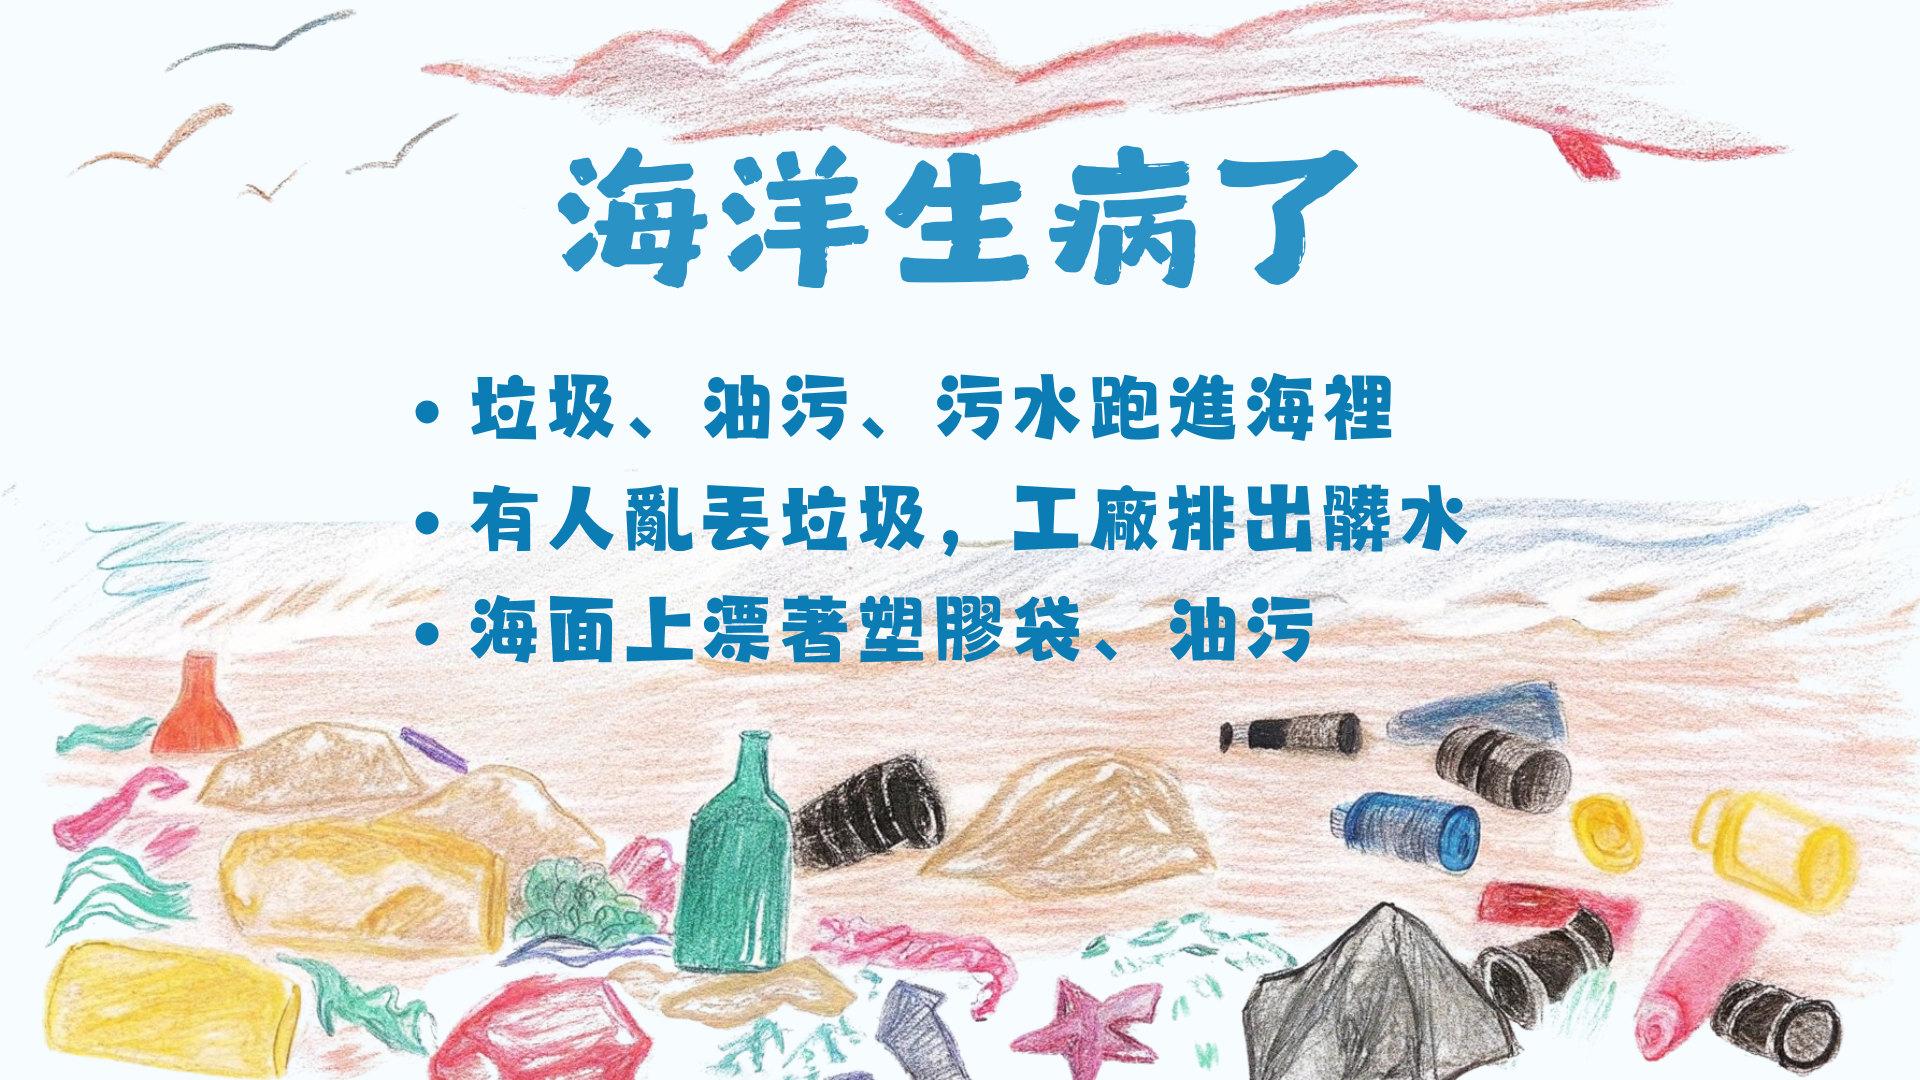 海洋生病了
• 垃圾、油污、污水跑進海裡
• 有人亂丟垃圾，工廠排出髒水
• 海面上漂著塑膠袋、油污